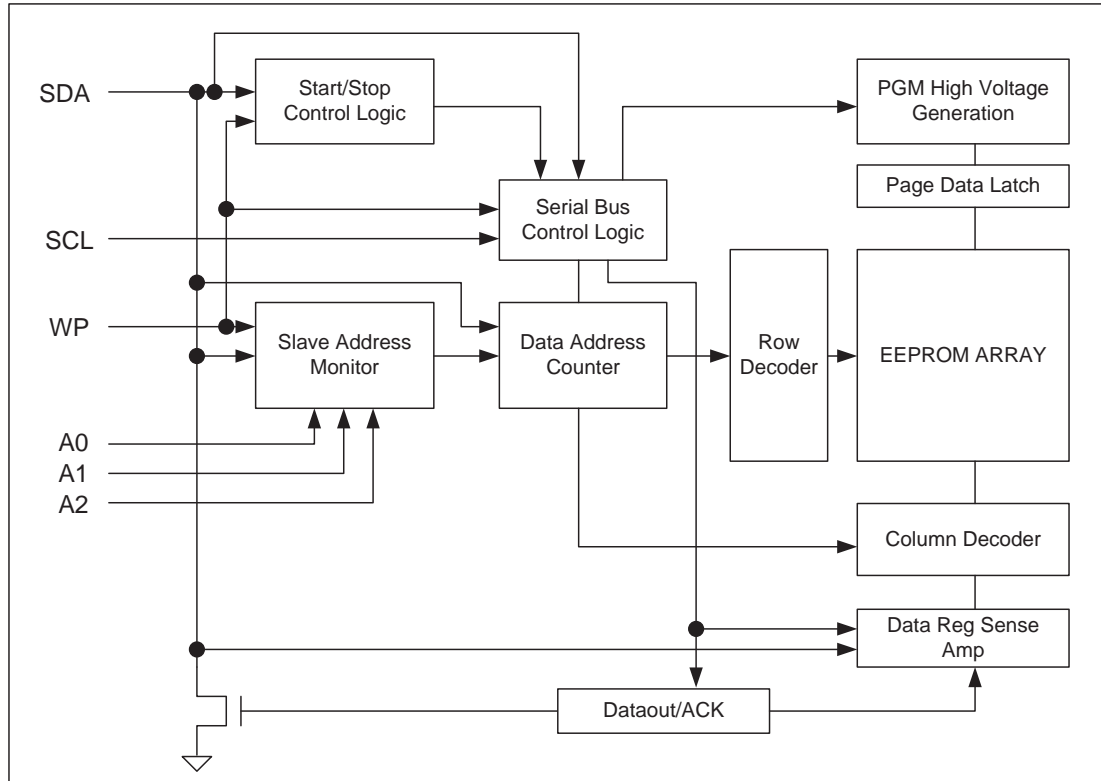 SDA
Start/Stop
Control Logic
PGM High Voltage
Generation
Page Data Latch
Serial Bus
Control Logic
SCL
WP
Slave Address
Monitor
Data Address
Counter
Row
Decoder
EEPROM ARRAY
A0
A1
A2
Column Decoder
Data Reg Sense
Amp
Dataout/ACK